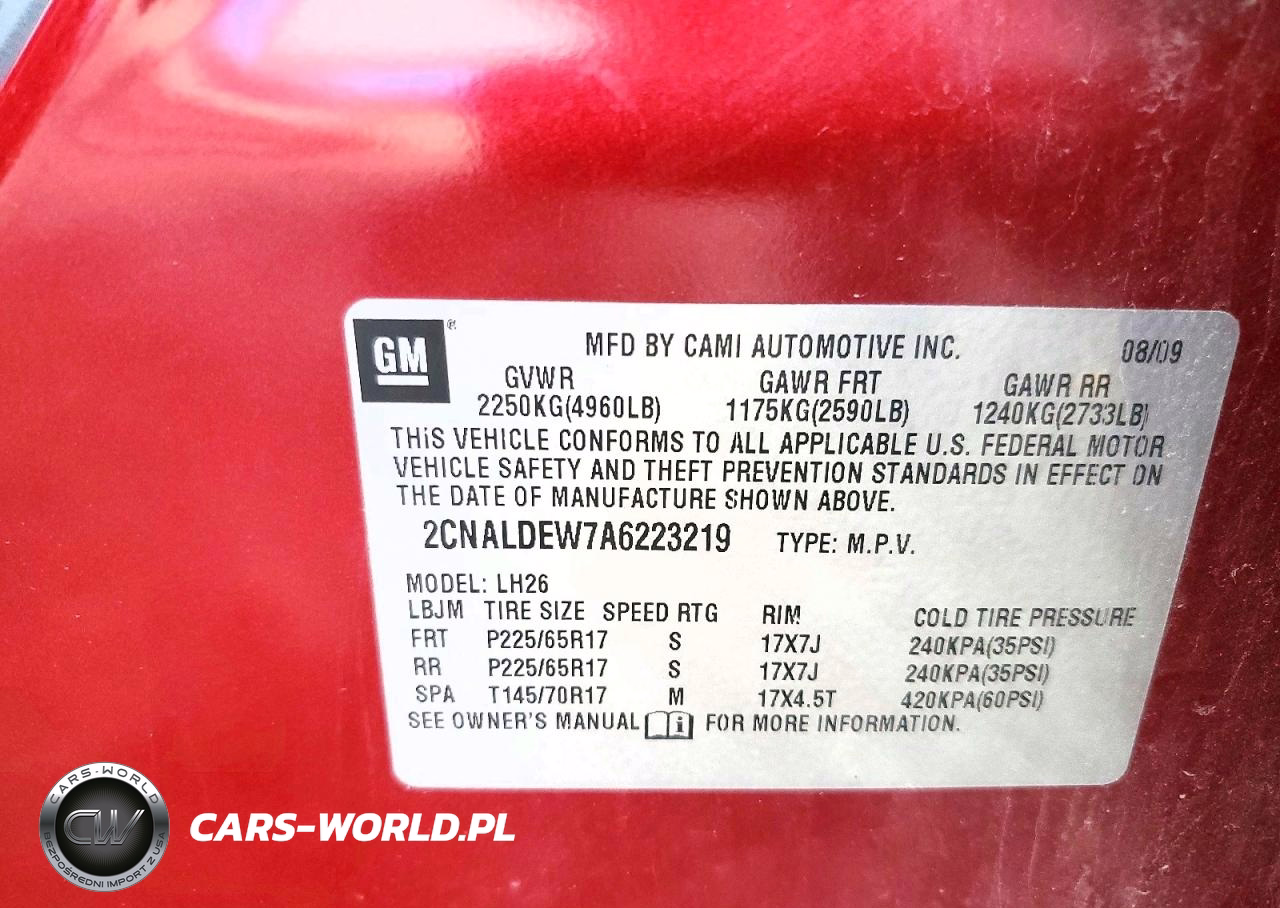 GM ®
MFD BY CAMI AUTOMOTIVE INC. 08/09
GVWR GAWR FRT GAWR RR
2250KG(4960LB) 1175KG(2590LB) 1240KG(2733LB)
THiS VEHICLE CONFORMS TO ALL APPLICABLE U.S. FEDERAL MOTOR
VEHICLE SAFETY AND THEFT PREVENTION STANDARDS IN EFFECT ON
THE DATE OF MANUFACTURE SHOWN ABOVE.
2CNALDEW7A6223219 TYPE: M.P.V.
MODEL: LH26
LBJM TIRE SIZE SPEED RTG RIM COLD TIRE PRESSURE
FRT P225/65R17 S 17X7J 240KPA(35PSI)
RR P225/65R17 S 17X7J 240KPA(35PSI)
SPA T145/70R17 M 17X4.5T 420KPA(60PSI)
SEE OWNER'S MANUAL i FOR MORE INFORMATION.
CARS-WORLD
CW
BEZPOŚREDNI IMPORT Z USA
CARS-WORLD.PL